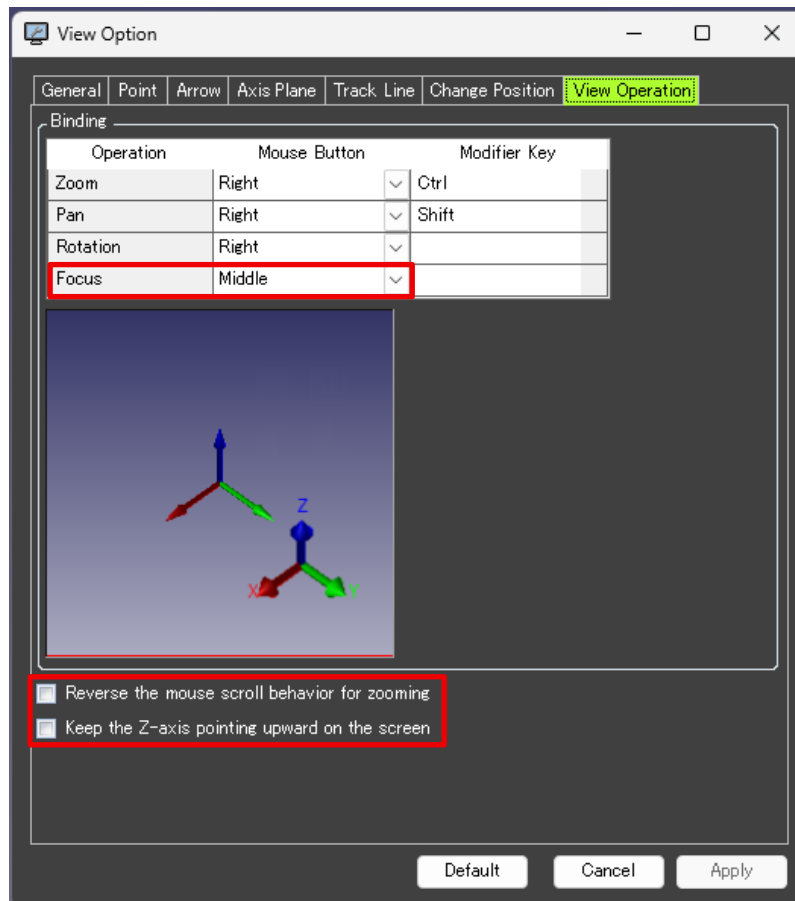 View Option
General Point Arrow Axis Plane Track Line Change Position View Operation
Binding
Operation Mouse Button Modifier Key
Zoom Right Ctrl
Pan Right Shift
Rotation Right
Focus Middle
Z
X Y
Reverse the mouse scroll behavior for zooming
Keep the Z-axis pointing upward on the screen
Default Cancel Apply